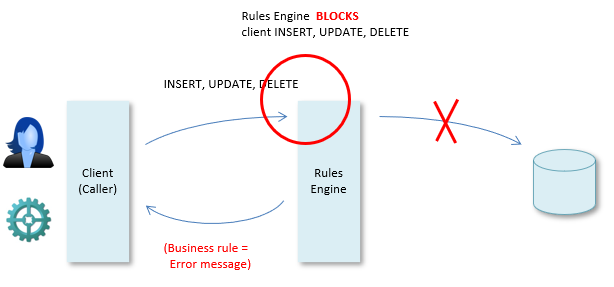 Rules Engine BLOCKS
client INSERT, UPDATE, DELETE
INSERT, UPDATE, DELETE
Client
(Caller)
Rules
Engine
(Business rule =
Error message)